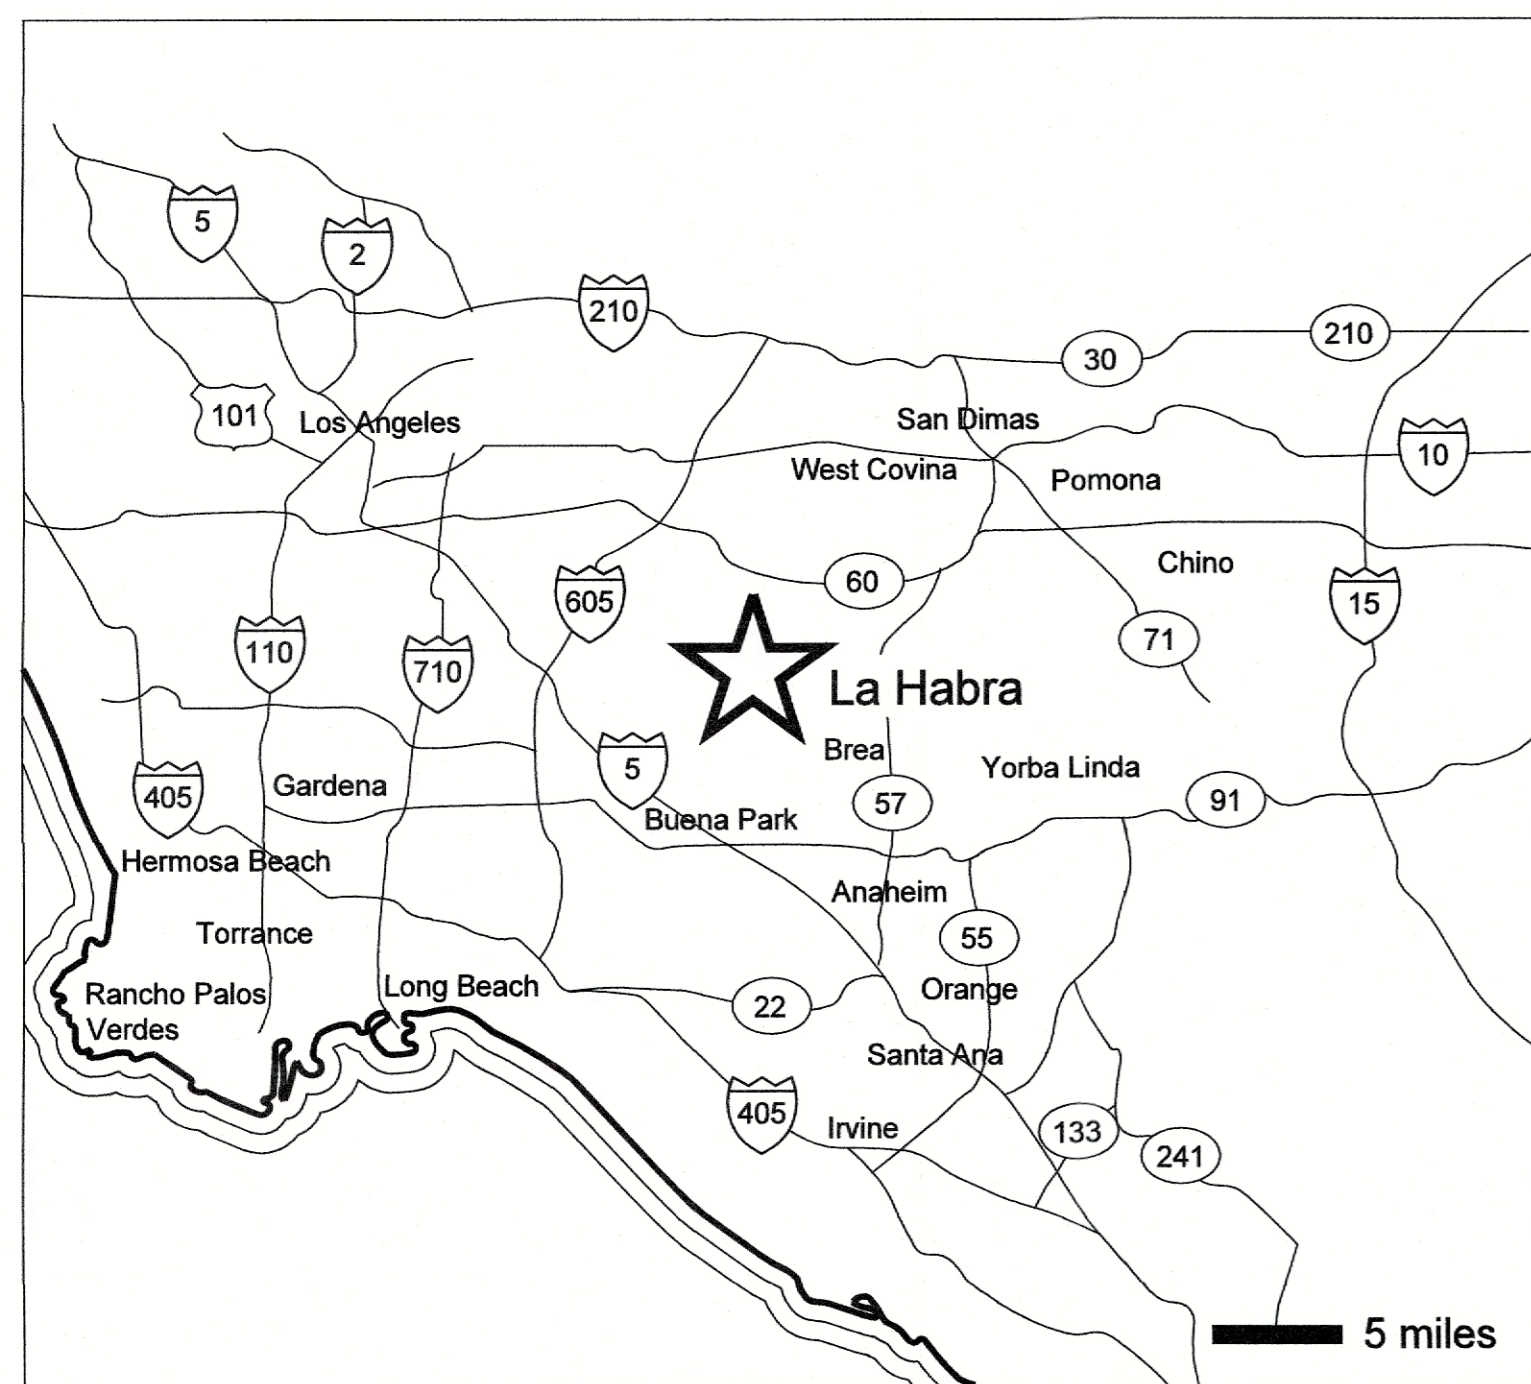 5
2
210
210
30
101
Los Angeles
San Dimas
10
West Covina
Pomona
Chino
60
605
15
110
71
710
La Habra
Brea
5
Yorba Linda
Gardena
405
57
91
Buena Park
Hermosa Beach
Anaheim
Torrance
55
Long Beach
Orange
Rancho Palos
Verdes
22
Santa Ana
405
Irvine
133
241
5 miles